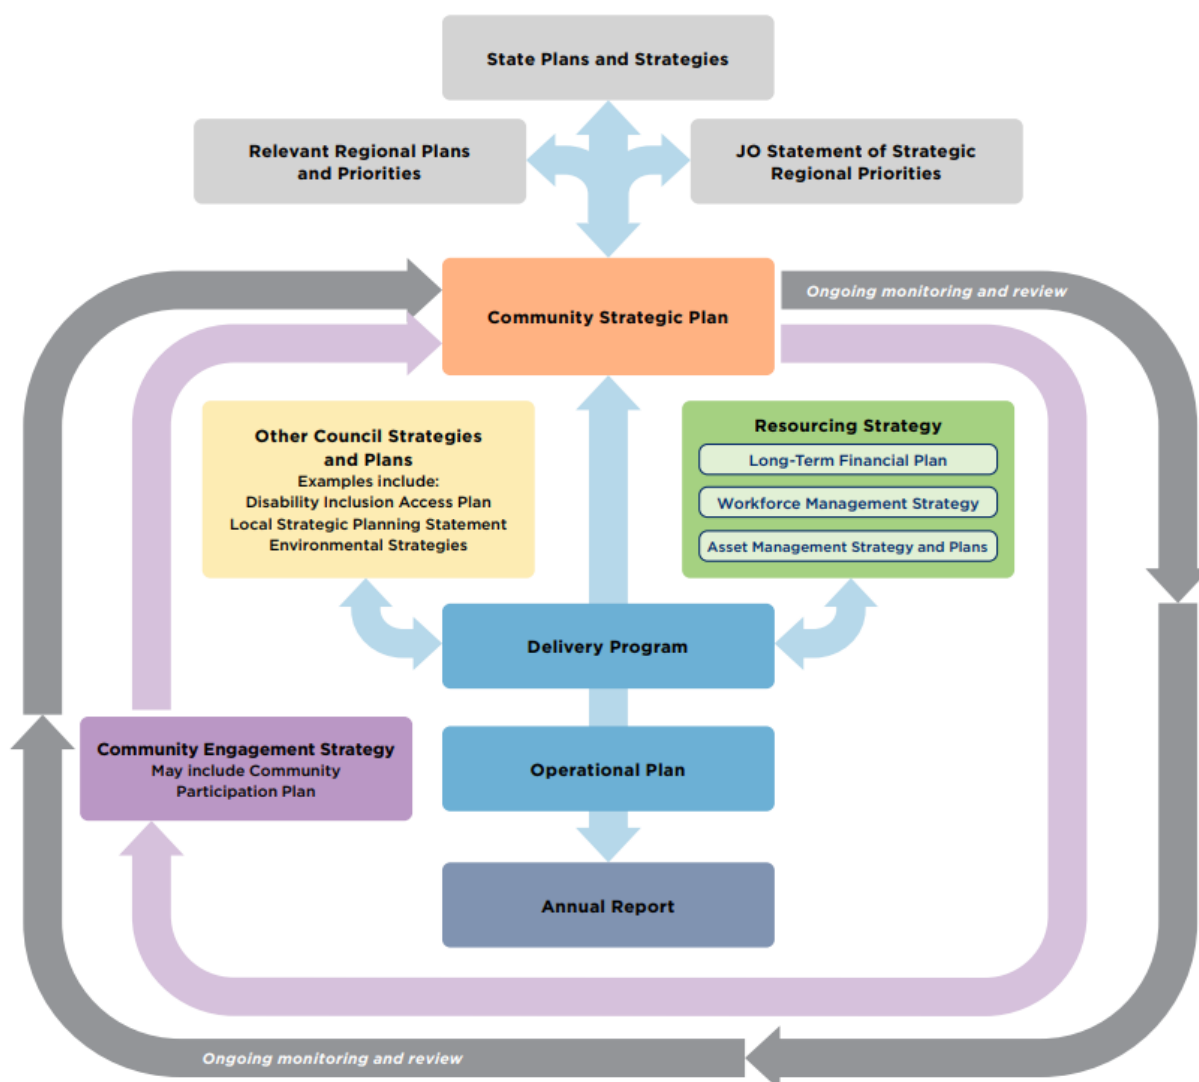 State Plans and Strategies
Relevant Regional Plans
and Priorities
JO Statement of Strategic
Regional Priorities
Community Strategic Plan
Ongoing monitoring and review
Other Council Strategies
and Plans
Examples include:
Disability Inclusion Access Plan
Local Strategic Planning Statement
Environmental Strategies
Resourcing Strategy
Long-Term Financial Plan
Workforce Management Strategy
Asset Management Strategy and Plans
Delivery Program
Community Engagement Strategy
May include Community
Participation Plan
Operational Plan
Annual Report
Ongoing monitoring and review